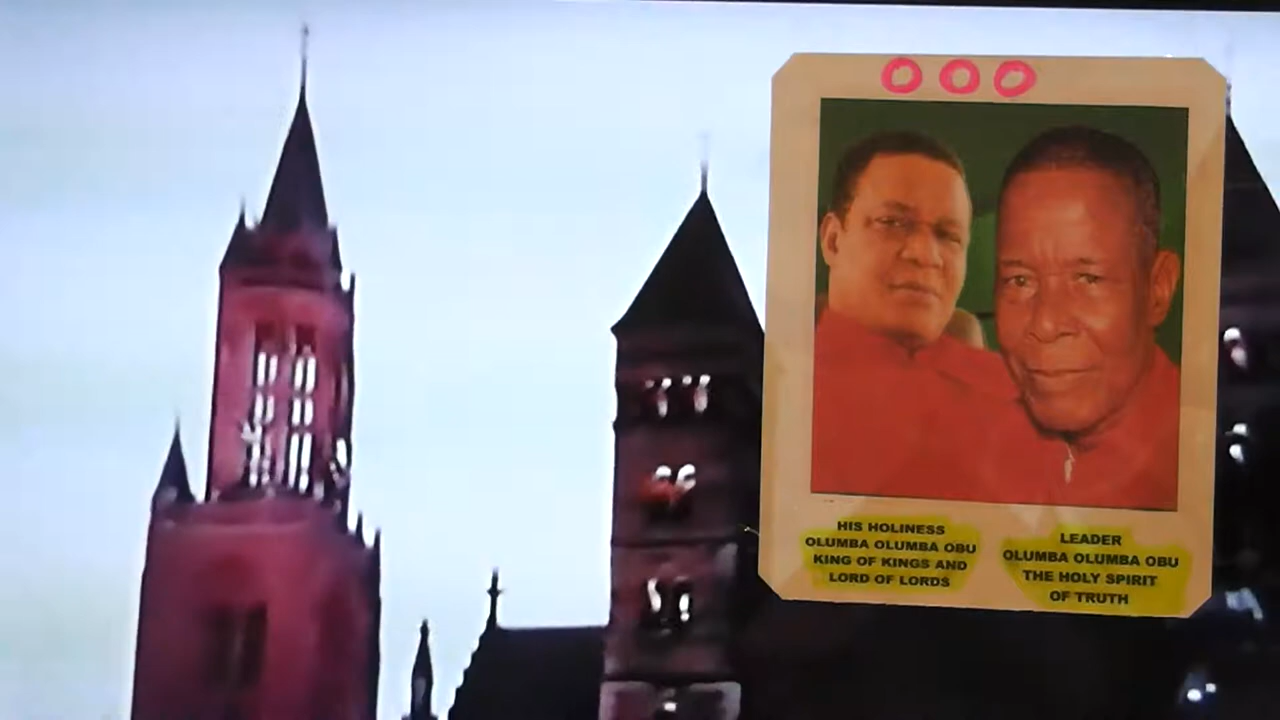 O O O
HIS HOLINESS
OLUMBA OLUMBA OBU
KING OF KINGS AND
LORD OF LORDS
LEADER
OLUMBA OLUMBA OBU
THE HOLY SPIRIT
OF TRUTH